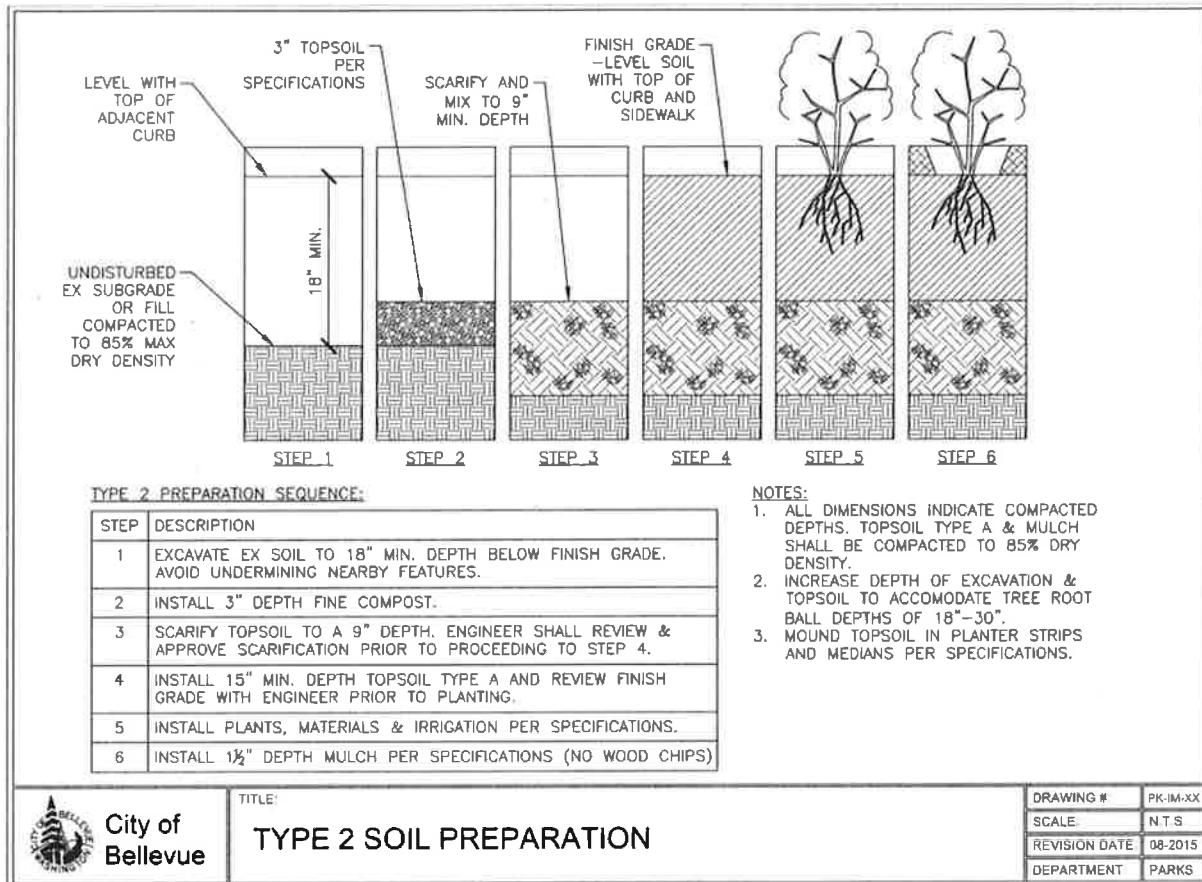 3" TOPSOIL
PER
SPECIFICATIONS
LEVEL WITH
TOP OF
ADJACENT
CURB
SCARIFY AND
MIX TO 9"
MIN. DEPTH
FINISH GRADE
-LEVEL SOIL
WITH TOP OF
CURB AND
SIDEWALK
18" MIN.
UNDISTURBED
EX SUBGRADE
OR FILL
COMPACTED
TO 85% MAX
DRY DENSITY
STEP 1
STEP 2
STEP 3
STEP 4
STEP 5
STEP 6
TYPE 2 PREPARATION SEQUENCE:
STEP DESCRIPTION
1 EXCAVATE EX SOIL TO 18" MIN. DEPTH BELOW FINISH GRADE.
AVOID UNDERMINING NEARBY FEATURES.
2 INSTALL 3" DEPTH FINE COMPOST.
3 SCARIFY TOPSOIL TO A 9" DEPTH. ENGINEER SHALL REVIEW &
APPROVE SCARIFICATION PRIOR TO PROCEEDING TO STEP 4.
4 INSTALL 15" MIN. DEPTH TOPSOIL TYPE A AND REVIEW FINISH
GRADE WITH ENGINEER PRIOR TO PLANTING.
5 INSTALL PLANTS, MATERIALS & IRRIGATION PER SPECIFICATIONS.
6 INSTALL 1½" DEPTH MULCH PER SPECIFICATIONS (NO WOOD CHIPS)
NOTES:
1. ALL DIMENSIONS INDICATE COMPACTED
DEPTHS. TOPSOIL TYPE A & MULCH
SHALL BE COMPACTED TO 85% DRY
DENSITY.
2. INCREASE DEPTH OF EXCAVATION &
TOPSOIL TO ACCOMODATE TREE ROOT
BALL DEPTHS OF 18"-30".
3. MOUND TOPSOIL IN PLANTER STRIPS
AND MEDIANS PER SPECIFICATIONS.
CITY OF BELLEVUE
WASHINGTON
City of
Bellevue
TITLE:
TYPE 2 SOIL PREPARATION
DRAWING # PK-IM-XX
SCALE N.T.S.
REVISION DATE 08-2015
DEPARTMENT PARKS